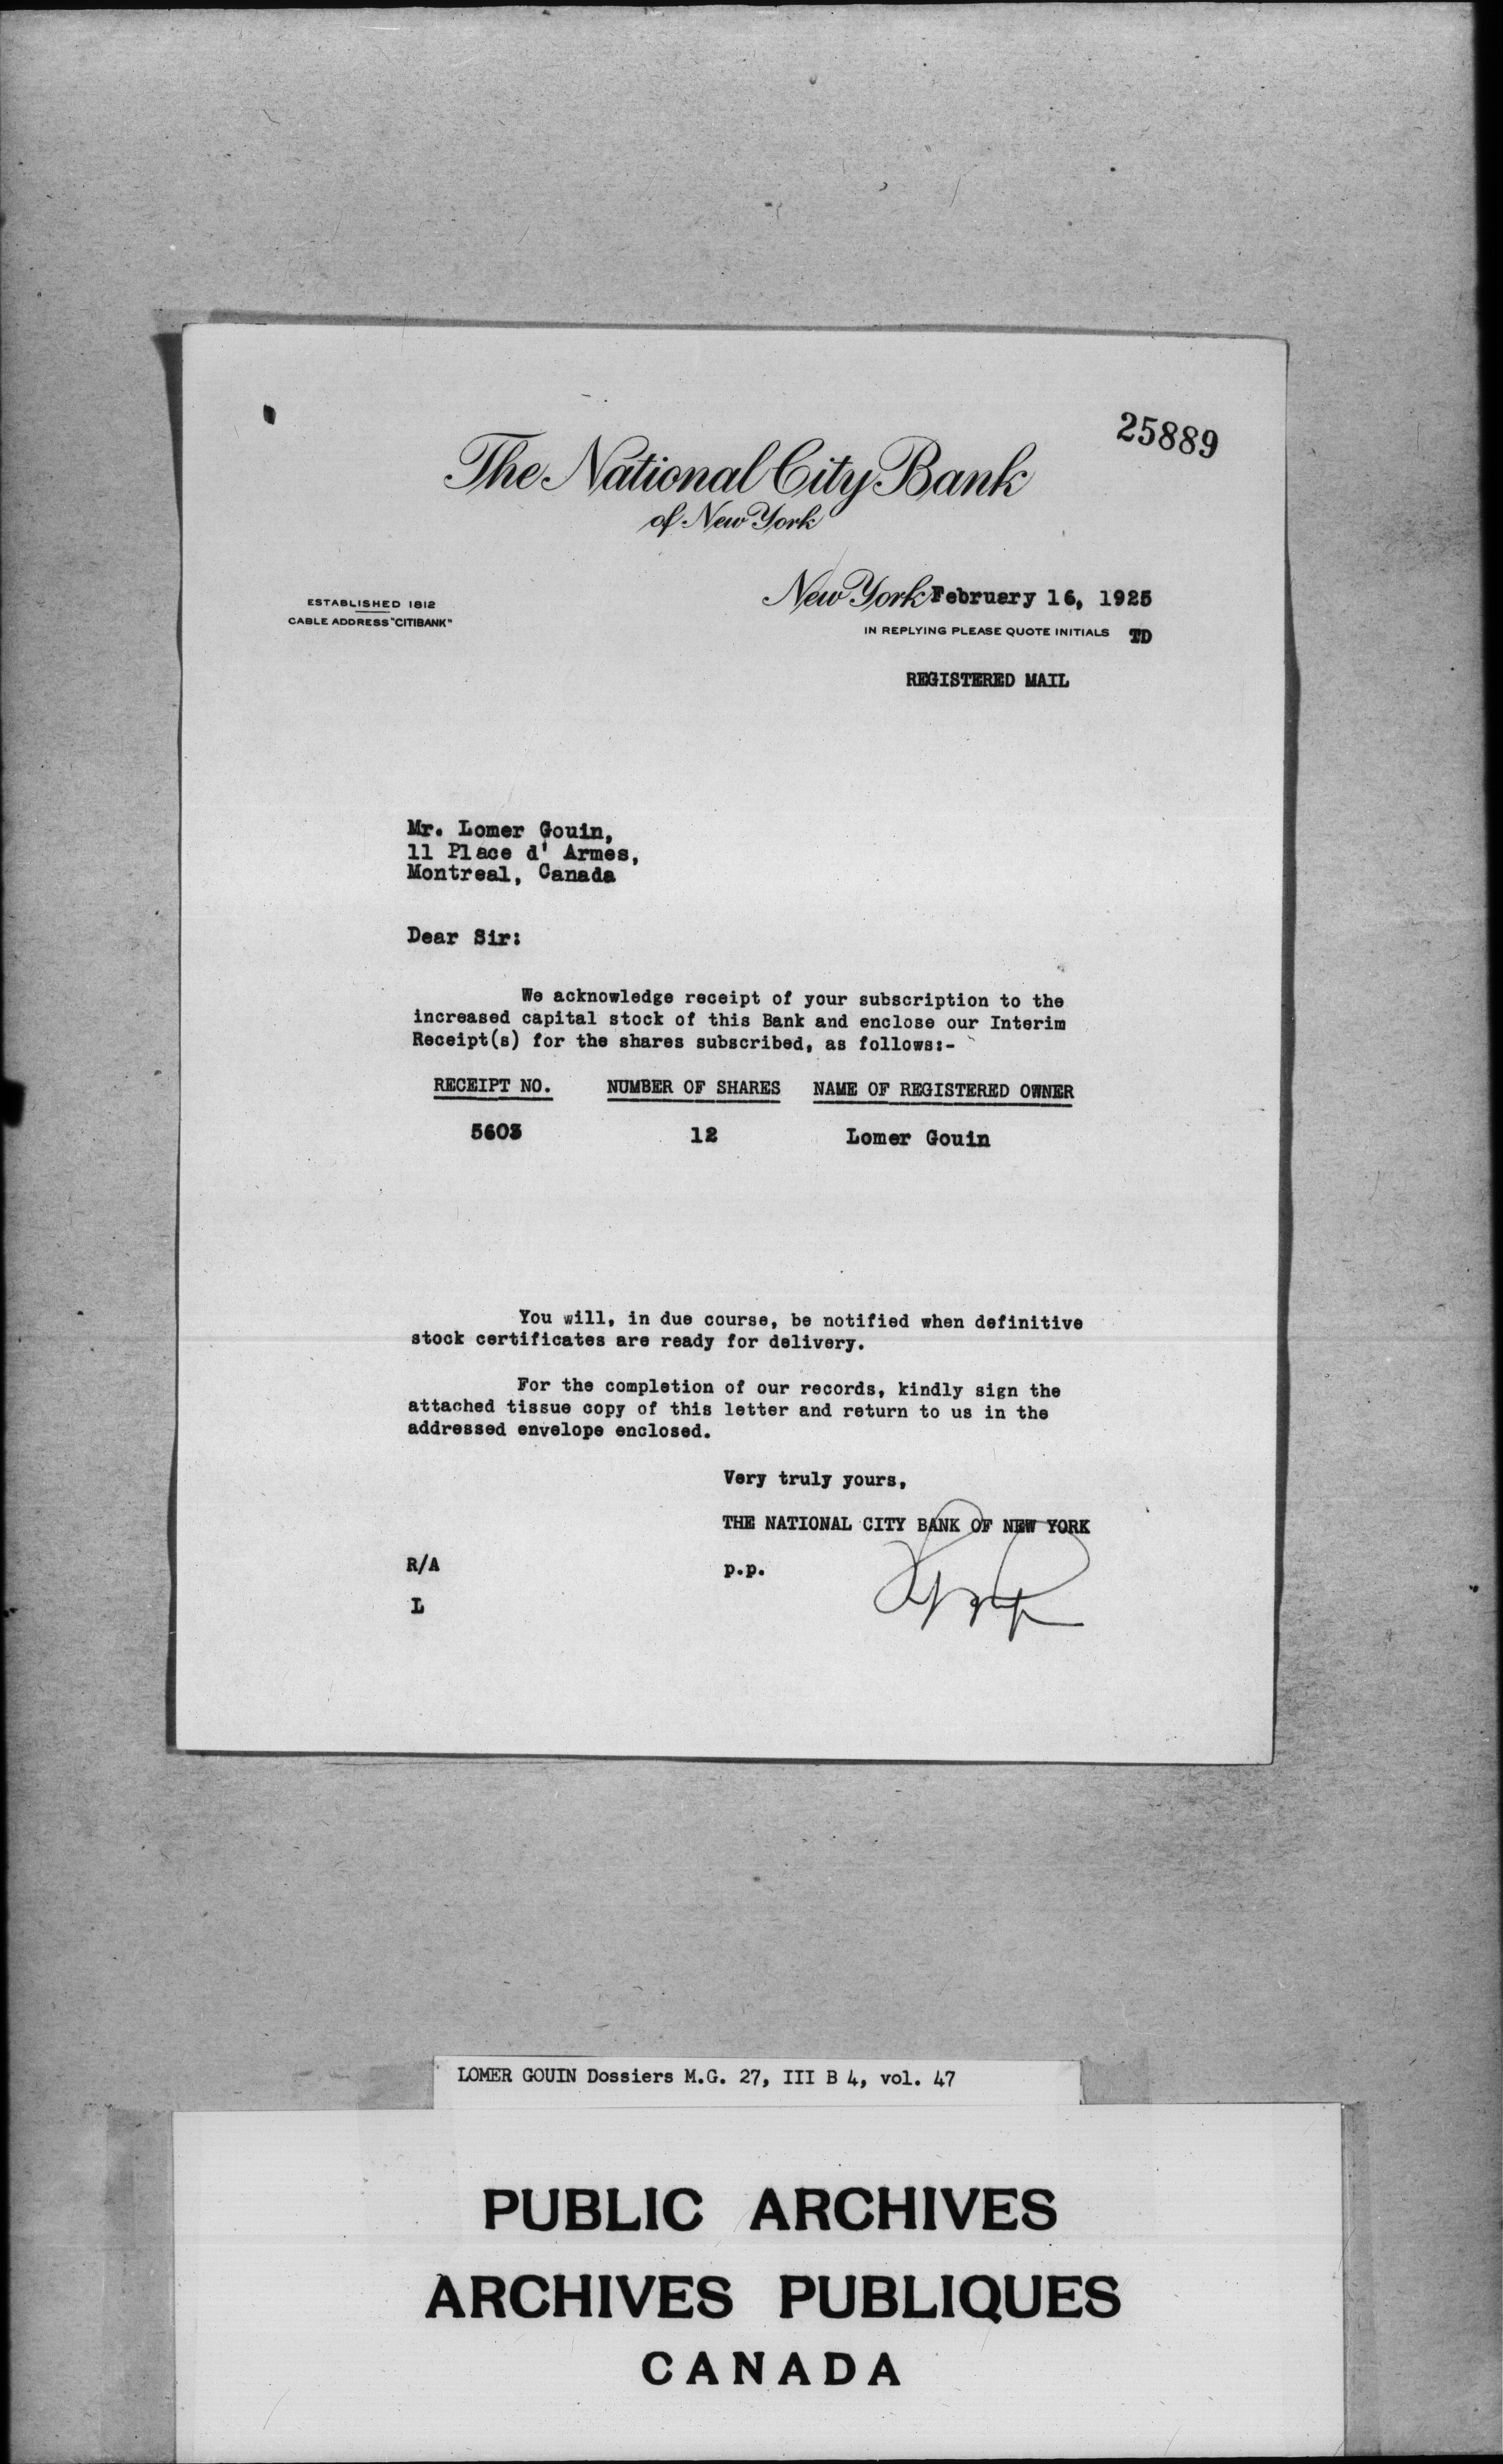 25889
The National City Bank
of New York
ESTABLISHED 1812
CABLE ADDRESS "CITIBANK"
New York February 16, 1925
IN REPLYING PLEASE QUOTE INITIALS TD
REGISTERED MAIL
Mr. Lomer Gouin,
11 Place d' Armes,
Montreal, Canada
Dear Sir:
We acknowledge receipt of your subscription to the
increased capital stock of this Bank and enclose our Interim
Receipt(s) for the shares subscribed, as follows:-
RECEIPT NO. NUMBER OF SHARES NAME OF REGISTERED OWNER
5603 12 Lomer Gouin
You will, in due course, be notified when definitive
stock certificates are ready for delivery.
For the completion of our records, kindly sign the
attached tissue copy of this letter and return to us in the
addressed envelope enclosed.
Very truly yours,
THE NATIONAL CITY BANK OF NEW YORK
R/A p.p.
L
LOMER GOUIN Dossiers M.G. 27, III B 4, vol. 47
PUBLIC ARCHIVES
ARCHIVES PUBLIQUES
CANADA